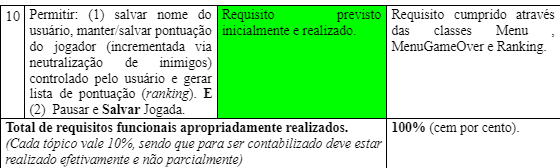 10 Permitir: (1) salvar nome do
usuário, manter/salvar pontuação
do jogador (incrementada via
neutralização de inimigos)
controlado pelo usuário e gerar
lista de pontuação (ranking). E
(2) Pausar e Salvar Jogada.
Requisito previsto
inicialmente e realizado.
Requisito cumprido através
das classes Menu ,
MenuGameOver e Ranking.
Total de requisitos funcionais apropriadamente realizados.
(Cada tópico vale 10%, sendo que para ser contabilizado deve estar
realizado efetivamente e não parcialmente)
100% (cem por cento).